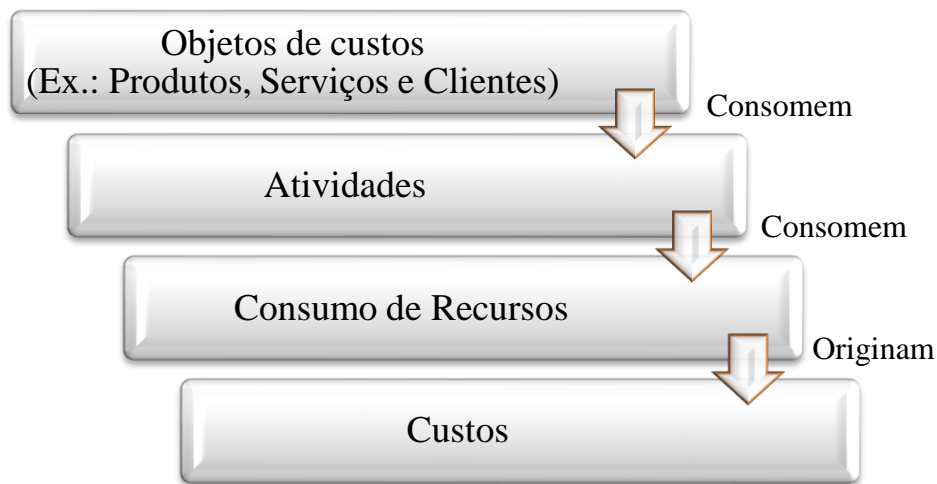 Objetos de custos
(Ex.: Produtos, Serviços e Clientes)
Consomem
Atividades
Consomem
Consumo de Recursos
Originam
Custos